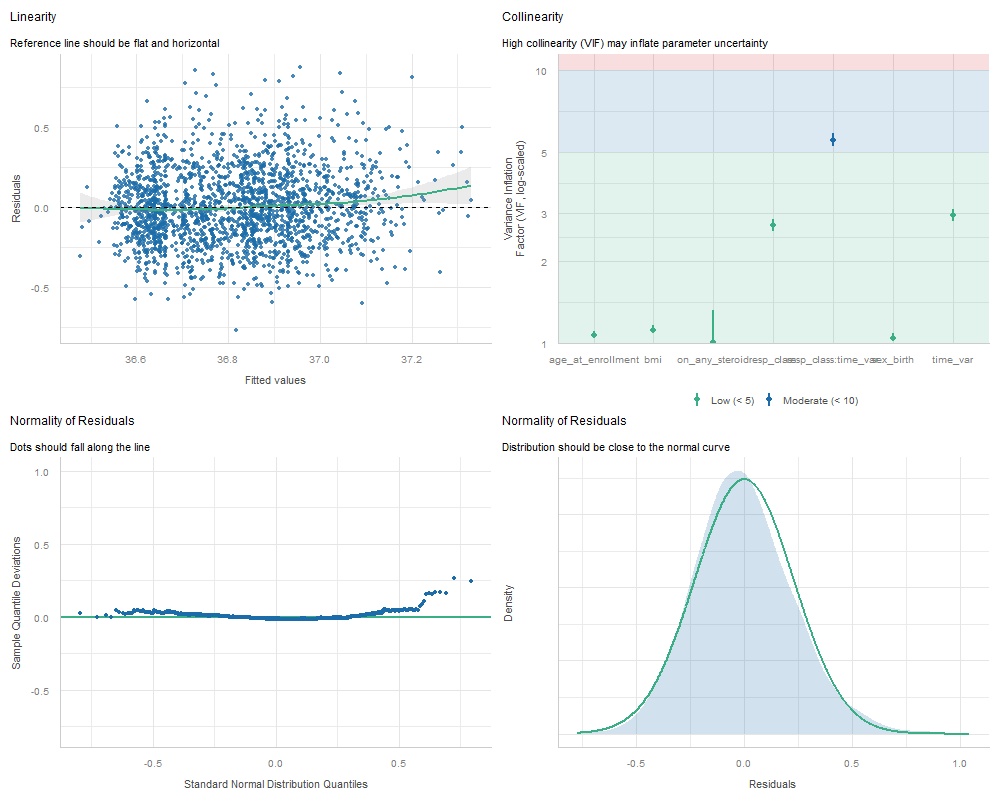 Linearity
Reference line should be flat and horizontal
Residuals
0.5
0.0
-0.5
36.6
36.8
37.0
37.2
Fitted values
Collinearity
High collinearity (VIF) may inflate parameter uncertainty
Variance Inflation
Factor (VIF, log-scaled)
10
5
3
2
1
age_at_enrollment
bmi
on_any_steroid
resp_class
resp_class:time_var
sex_birth
time_var
Low (< 5)
Moderate (< 10)
Normality of Residuals
Dots should fall along the line
Sample Quantile Deviations
1.0
0.5
0.0
-0.5
-0.5
0.0
0.5
Standard Normal Distribution Quantiles
Normality of Residuals
Distribution should be close to the normal curve
Density
-0.5
0.0
0.5
1.0
Residuals